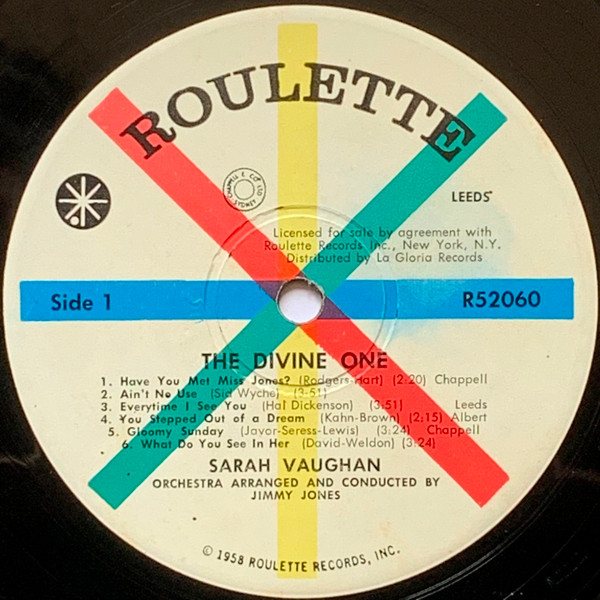 ROULETTE
CHAPPELL & CO. LTD. SYDNEY
LEEDS
Licensed for sale by agreement with
Roulette Records Inc., New York, N.Y.
Distributed by La Gloria Records
Side 1
R52060
THE DIVINE ONE
1. Have You Met Miss Jones? (Rodgers-Hart) (2:20) Chappell
2. Ain't No Use (Sid Wyche) (3:51)
3. Everytime I See You (Hal Dickenson) (3:51) Leeds
4. You Stepped Out of a Dream (Kahn-Brown) (2:15) Albert
5. Gloomy Sunday (Javor-Seress-Lewis) (3:24) Chappell
6. What Do You See In Her (David-Weldon) (3:24)
SARAH VAUGHAN
ORCHESTRA ARRANGED AND CONDUCTED BY
JIMMY JONES
© 1958 ROULETTE RECORDS, INC.